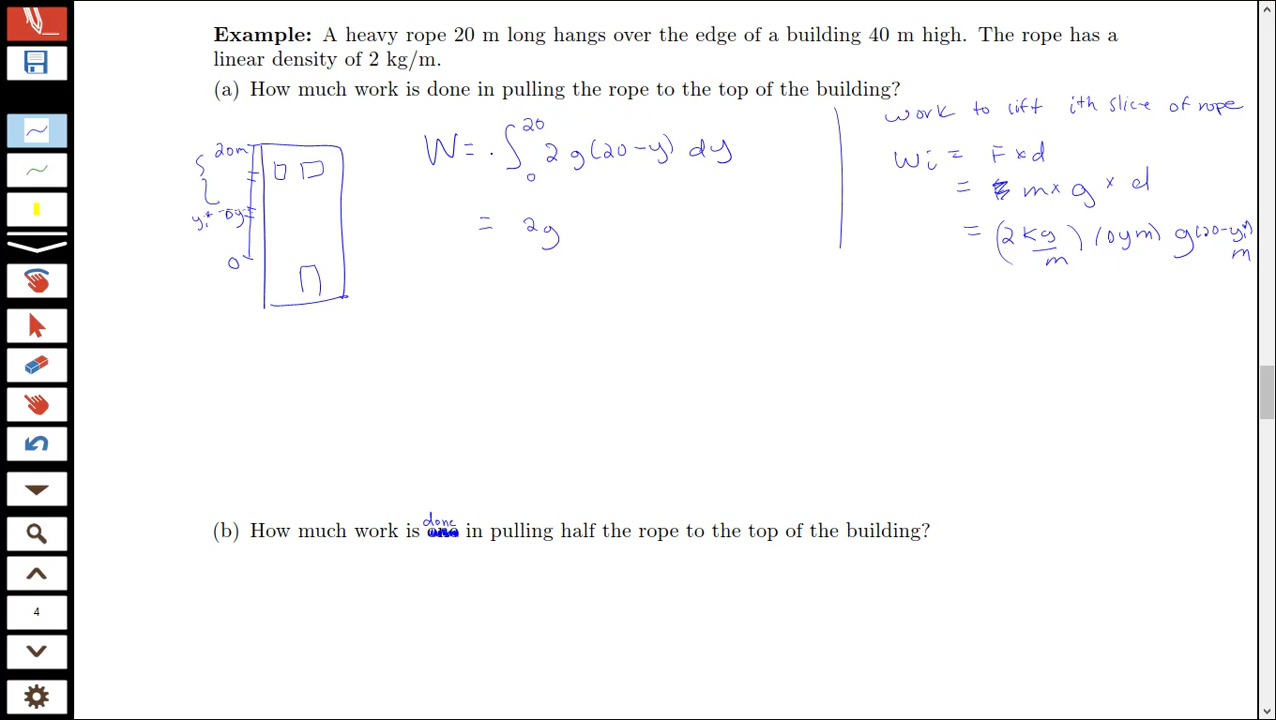 Example: A heavy rope 20 m long hangs over the edge of a building 40 m high. The rope has a
linear density of 2 kg/m.
(a) How much work is done in pulling the rope to the top of the building?
work to lift ith slice of rope
W = ∫₀²⁰ 2g(20-y) dy
Wi = F×d
= m×g×d
= 2g
= (2 kg/m) (Δy m) g(20-yᵢ*) m
20m
yᵢ* Δy
0
done
(b) How much work is in pulling half the rope to the top of the building?
4